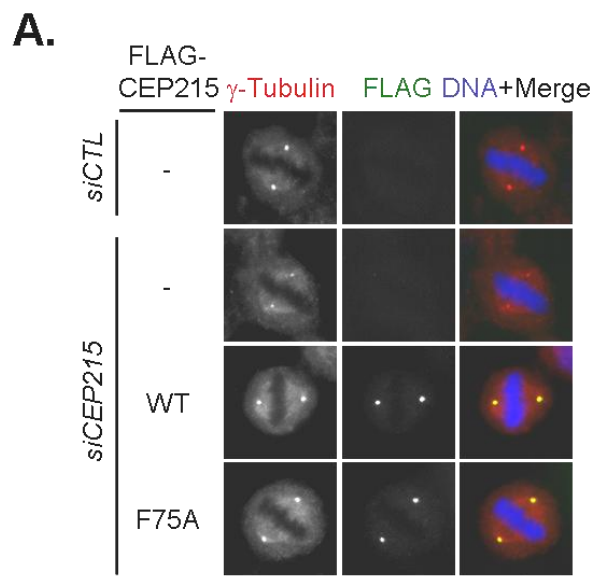 A.
FLAG-
CEP215 γ-Tubulin FLAG DNA+Merge
siCTL
-
-
siCEP215
WT
F75A